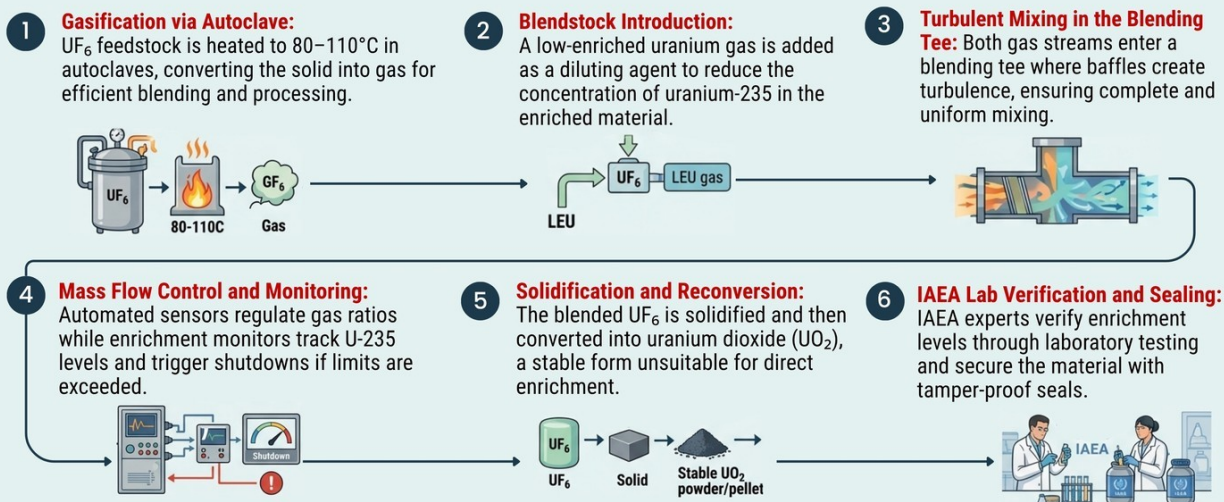 1
Gasification via Autoclave:
UF₆ feedstock is heated to 80–110°C in
autoclaves, converting the solid into gas for
efficient blending and processing.
UF₆
80-110C
GF₆
Gas
2
Blendstock Introduction:
A low-enriched uranium gas is added
as a diluting agent to reduce the
concentration of uranium-235 in the
enriched material.
LEU
UF₆
LEU gas
3
Turbulent Mixing in the Blending
Tee: Both gas streams enter a
blending tee where baffles create
turbulence, ensuring complete and
uniform mixing.
4
Mass Flow Control and Monitoring:
Automated sensors regulate gas ratios
while enrichment monitors track U-235
levels and trigger shutdowns if limits are
exceeded.
Shutdown
!
5
Solidification and Reconversion:
The blended UF₆ is solidified and then
converted into uranium dioxide (UO₂),
a stable form unsuitable for direct
enrichment.
UF₆
UF₆
Solid
Stable UO₂
powder/pellet
6
IAEA Lab Verification and Sealing:
IAEA experts verify enrichment
levels through laboratory testing
and secure the material with
tamper-proof seals.
IAEA